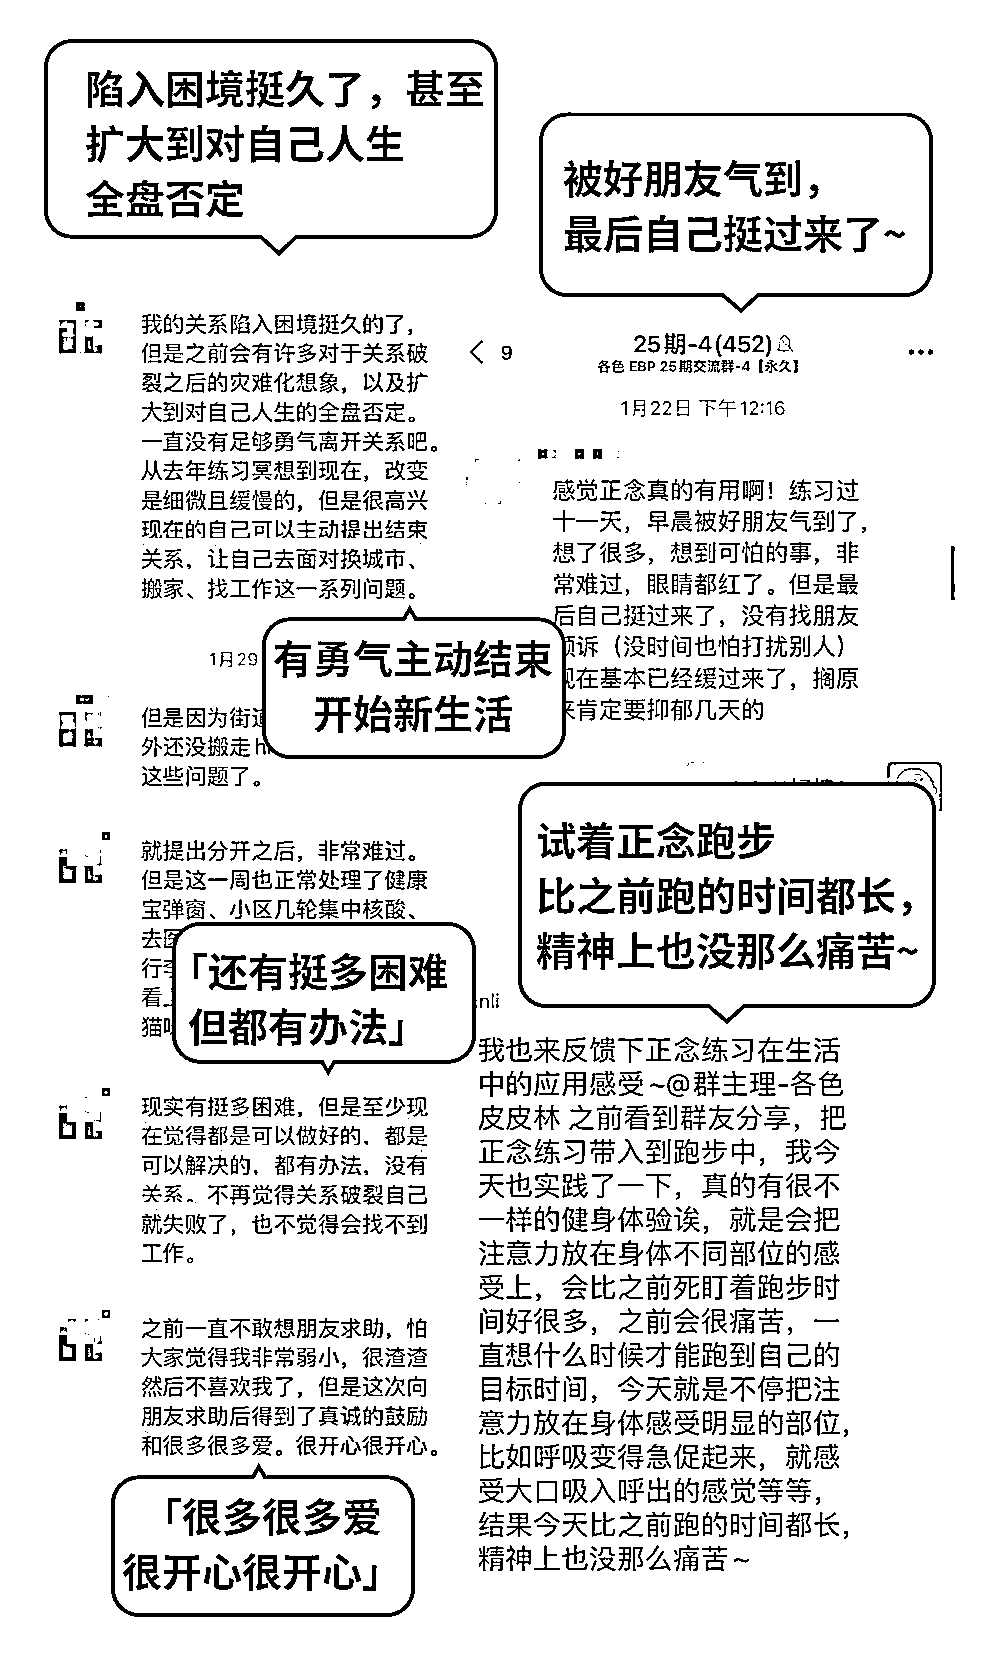 陷入困境挺久了，甚至
扩大到对自己人生
全盘否定
我的关系陷入困境挺久的了，
但是之前会有许多对于关系破
裂之后的灾难化想象，以及扩
大到对自己人生的全盘否定。
一直没有足够勇气离开关系吧。
从去年练习冥想到现在，改变
是细微且缓慢的，但是很高兴
现在的自己可以主动提出结束
关系，让自己去面对换城市、
搬家、找工作这一系列问题。
有勇气主动结束
开始新生活
1月29
但是因为街道
外还没搬走
这些问题了。
就提出分开之后，非常难过。
但是这一周也正常处理了健康
宝弹窗、小区几轮集中核酸、
去医
行李
看
猫
「还有挺多困难
但都有办法」
现实有挺多困难，但是至少现
在觉得都是可以做好的，都是
可以解决的，都有办法，没有
关系。不再觉得关系破裂自己
就失败了，也不觉得会找不到
工作。
之前一直不敢想朋友求助，怕
大家觉得我非常弱小，很渣渣
然后不喜欢我了，但是这次向
朋友求助后得到了真诚的鼓励
和很多很多爱。很开心很开心。
「很多很多爱
很开心很开心」
被好朋友气到，
最后自己挺过来了~
9
25期-4(452)
各色 EBP 25期交流群-4【永久】
1月22日 下午12:16
感觉正念真的有用啊！练习过
十一天，早晨被好朋友气到了，
想了很多，想到可怕的事，非
常难过，眼睛都红了。但是最
后自己挺过来了，没有找朋友
倾诉（没时间也怕打扰别人）
现在基本已经缓过来了，搁原
来肯定要抑郁几天的
试着正念跑步
比之前跑的时间都长，
精神上也没那么痛苦~
nli
我也来反馈下正念练习在生活
中的应用感受~@群主理-各色
皮皮林 之前看到群友分享，把
正念练习带入到跑步中，我今
天也实践了一下，真的有很不
一样的健身体验诶，就是会把
注意力放在身体不同部位的感
受上，会比之前死盯着跑步时
间好很多，之前会很痛苦，一
直想什么时候才能跑到自己的
目标时间，今天就是不停把注
意力放在身体感受明显的部位，
比如呼吸变得急促起来，就感
受大口吸入呼出的感觉等等，
结果今天比之前跑的时间都长，
精神上也没那么痛苦~